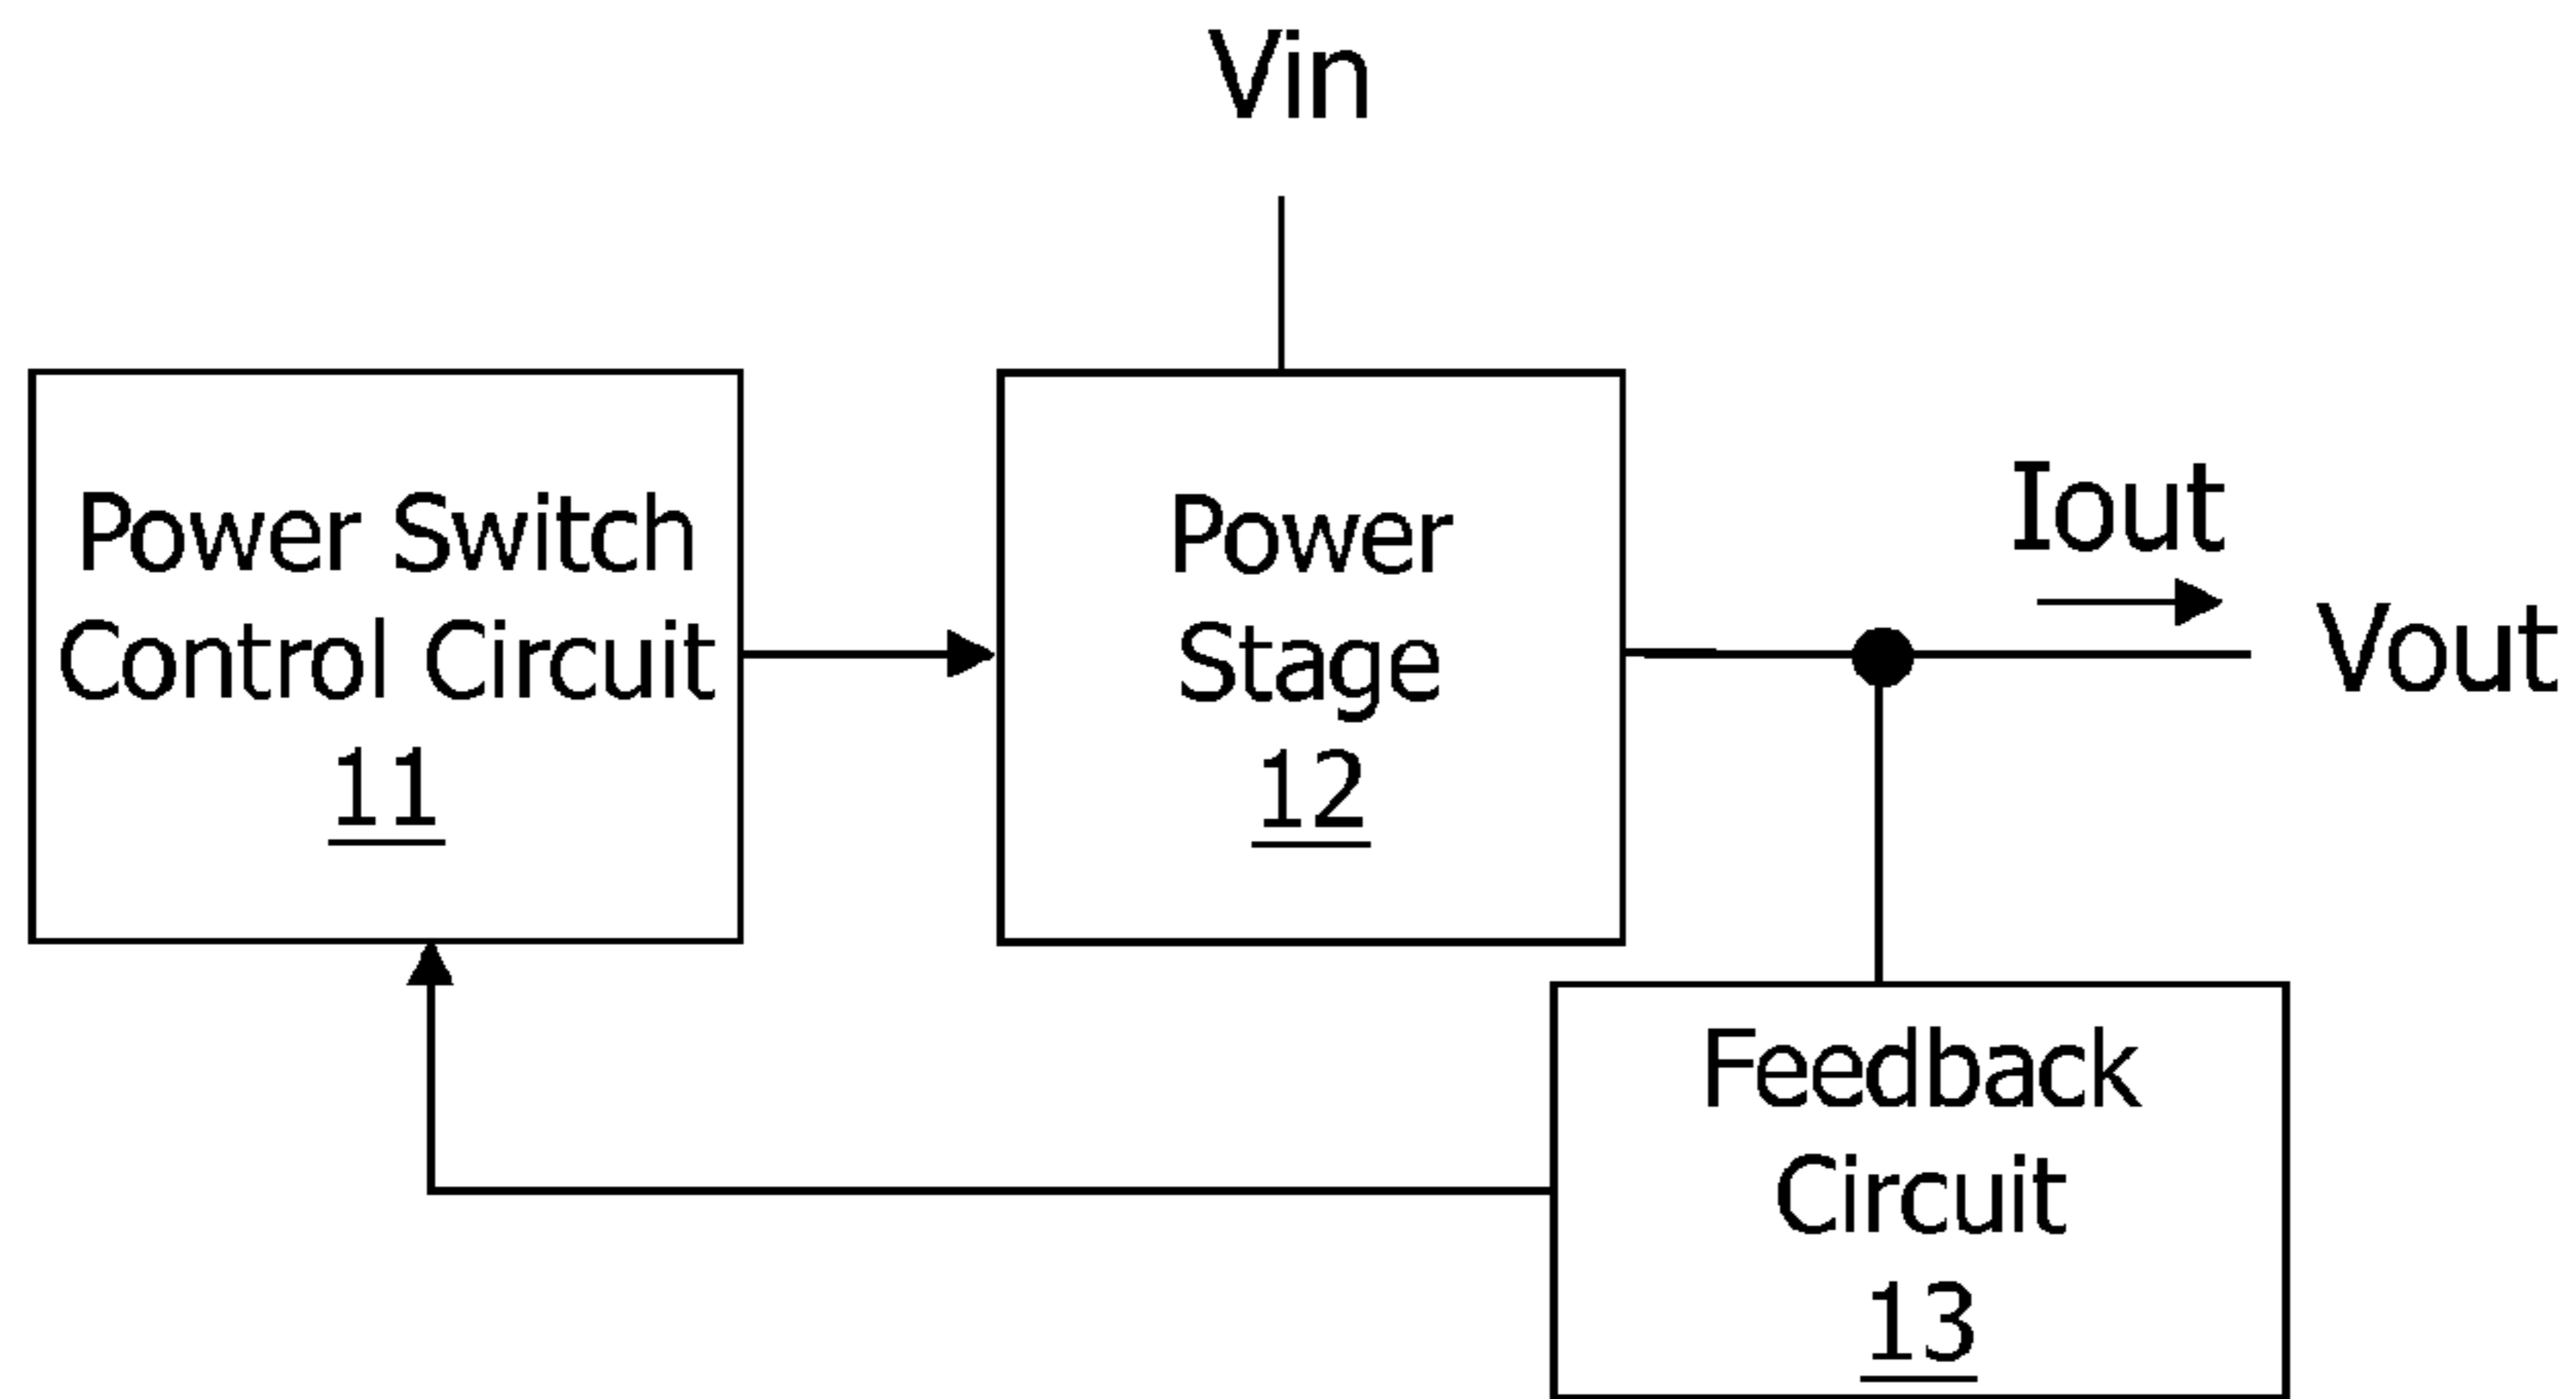 Vin
Power Switch
Control Circuit
11
Power
Stage
12
Iout
Vout
Feedback
Circuit
13